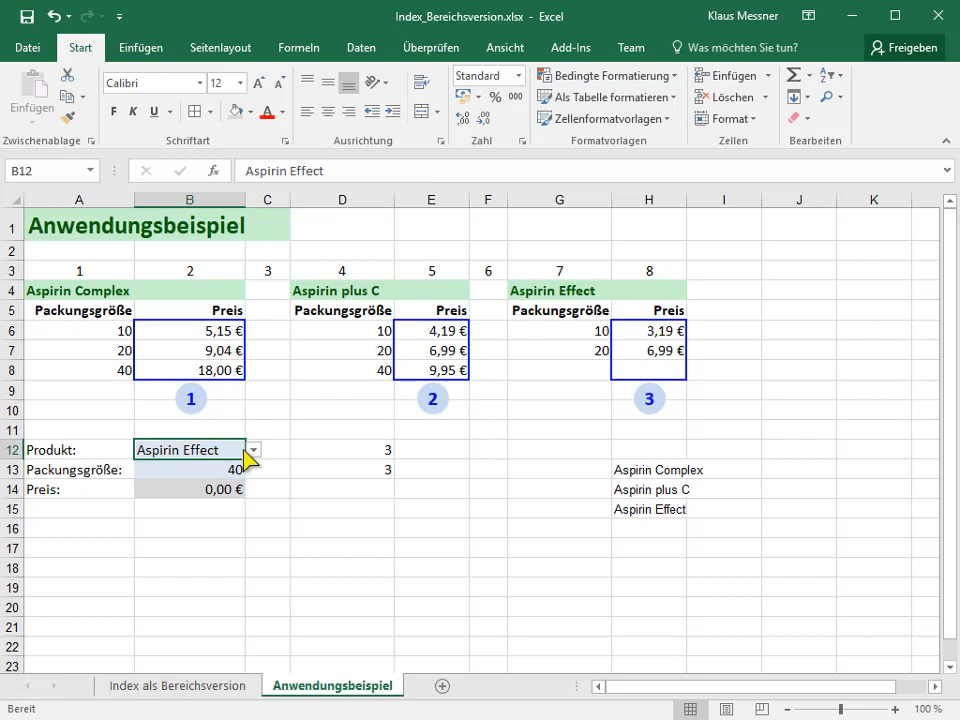 Index_Bereichsversion.xlsx - Excel
Klaus Messner
Datei Start Einfügen Seitenlayout Formeln Daten Überprüfen Ansicht Add-Ins Team Was möchten Sie tun? Freigeben
Einfügen
Calibri 12
F K U
Standard
% 000
Bedingte Formatierung
Als Tabelle formatieren
Zellenformatvorlagen
Einfügen
Löschen
Format
Zwischenablage Schriftart Ausrichtung Zahl Formatvorlagen Zellen Bearbeiten
B12 fx Aspirin Effect
A B C D E F G H I J K
1 Anwendungsbeispiel
2
3 1 2 3 4 5 6 7 8
4 Aspirin Complex Aspirin plus C Aspirin Effect
5 Packungsgröße Preis Packungsgröße Preis Packungsgröße Preis
6 10 5,15 € 10 4,19 € 10 3,19 €
7 20 9,04 € 20 6,99 € 20 6,99 €
8 40 18,00 € 40 9,95 €
9 1 2 3
10
11
12 Produkt: Aspirin Effect 3
13 Packungsgröße: 40 3 Aspirin Complex
14 Preis: 0,00 € Aspirin plus C
15 Aspirin Effect
16
17
18
19
20
21
22
23
Index als Bereichsversion Anwendungsbeispiel
Bereit 100 %